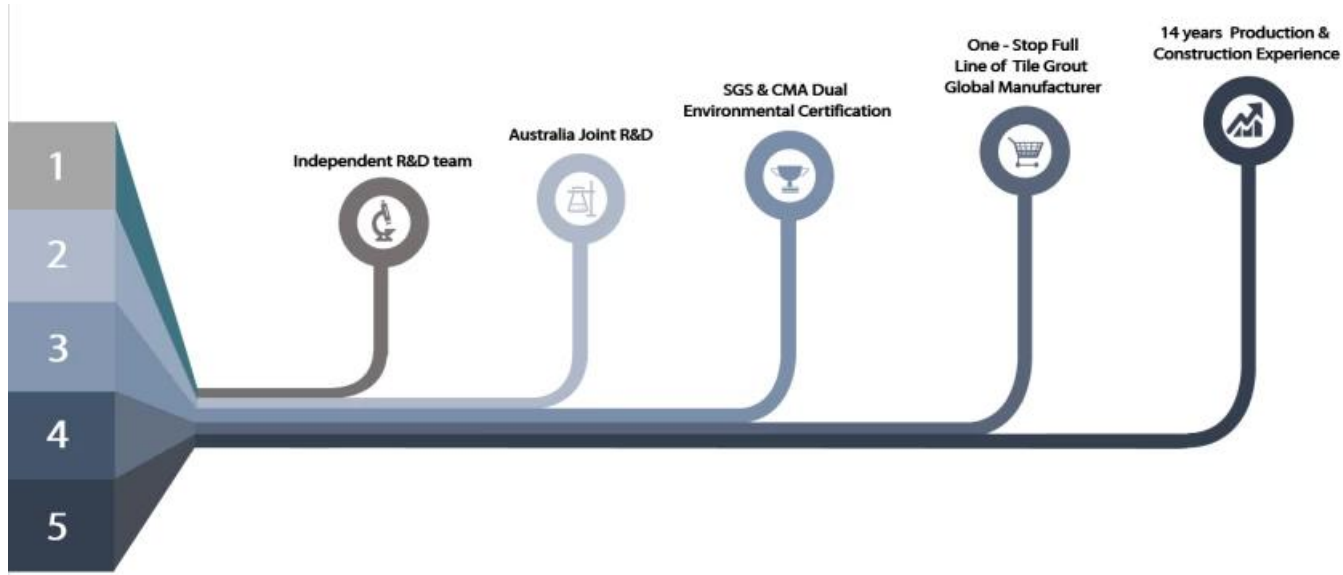 1
2
3
4
5
Independent R&D team
Australia Joint R&D
SGS & CMA Dual
Environmental Certification
One - Stop Full
Line of Tile Grout
Global Manufacturer
14 years Production &
Construction Experience